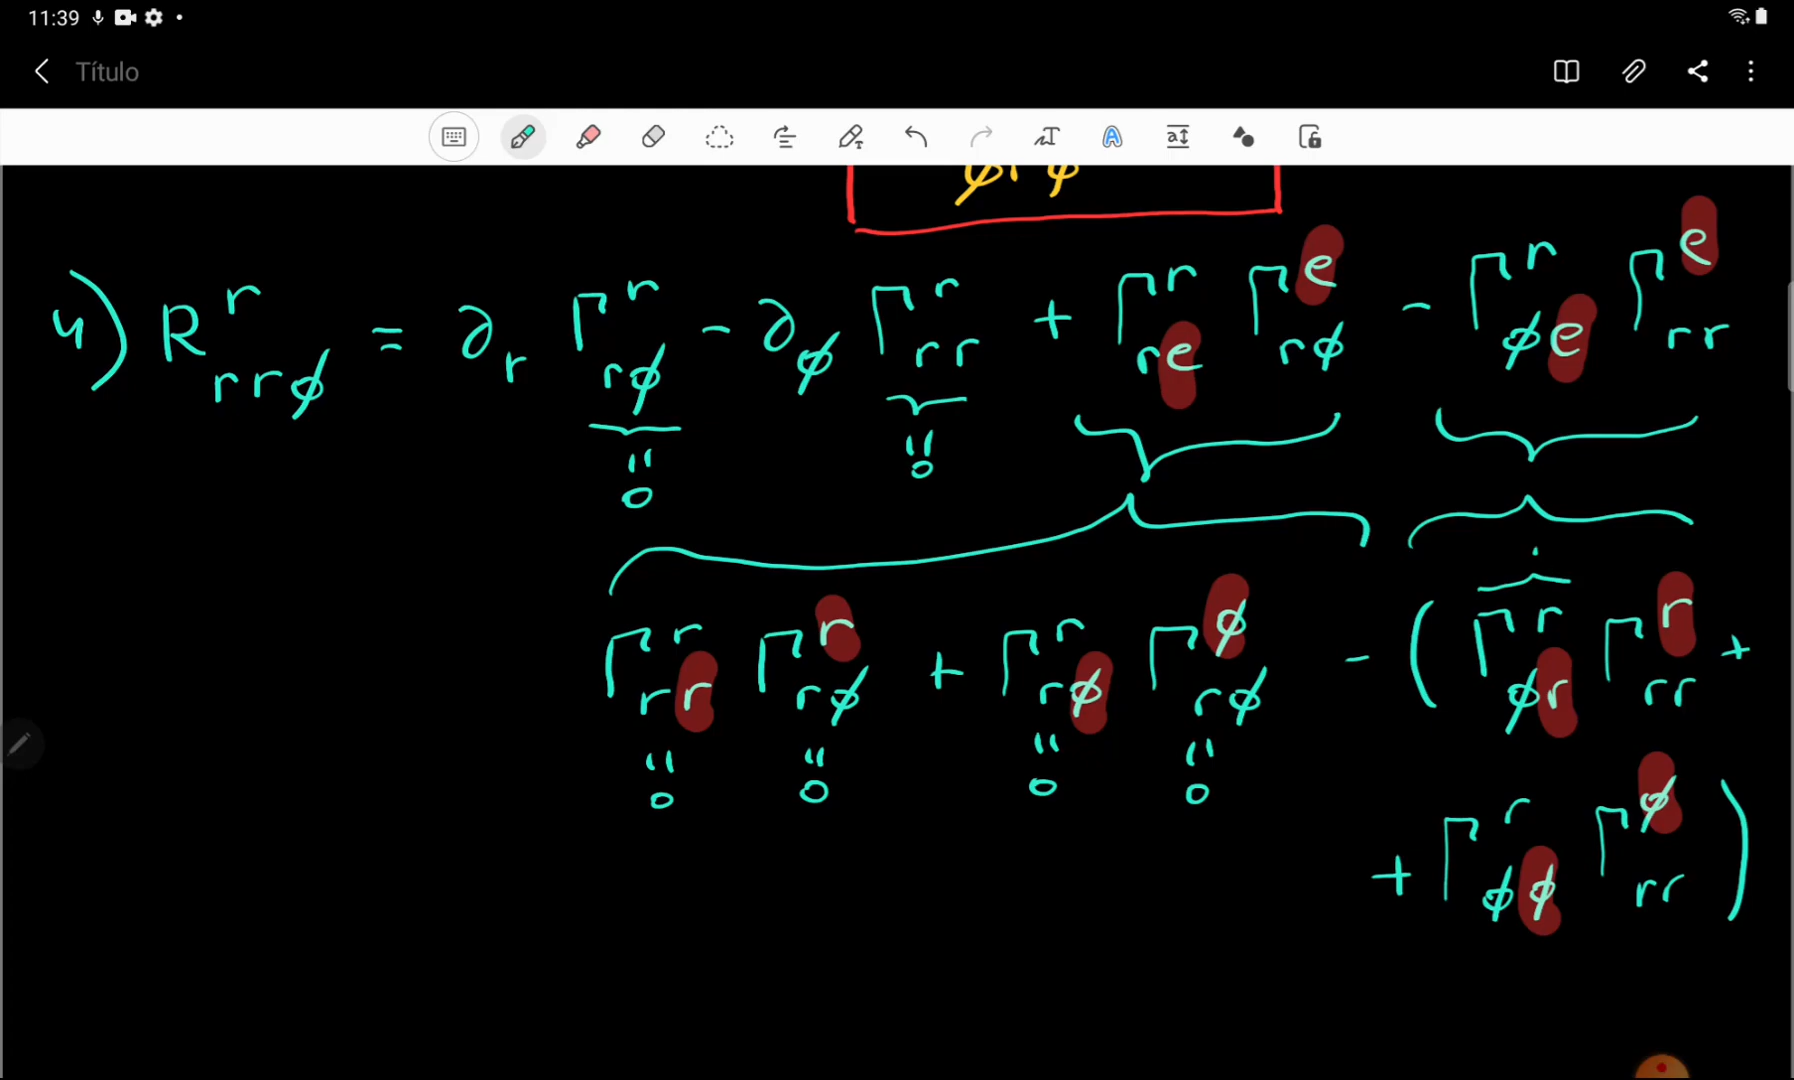 11:39
Título
ϕ r ϕ
4) R^r_{rrϕ} = ∂_r Γ^r_{rϕ} - ∂_ϕ Γ^r_{rr} + Γ^r_{re} Γ^e_{rϕ} - Γ^r_{ϕe} Γ^e_{rr}
" "
0 0
Γ^r_{rr} Γ^r_{rϕ} + Γ^r_{rϕ} Γ^ϕ_{rϕ} - ( Γ^r_{ϕr} Γ^r_{rr} +
" " " "
0 0 0 0
+ Γ^r_{ϕϕ} Γ^ϕ_{rr} )